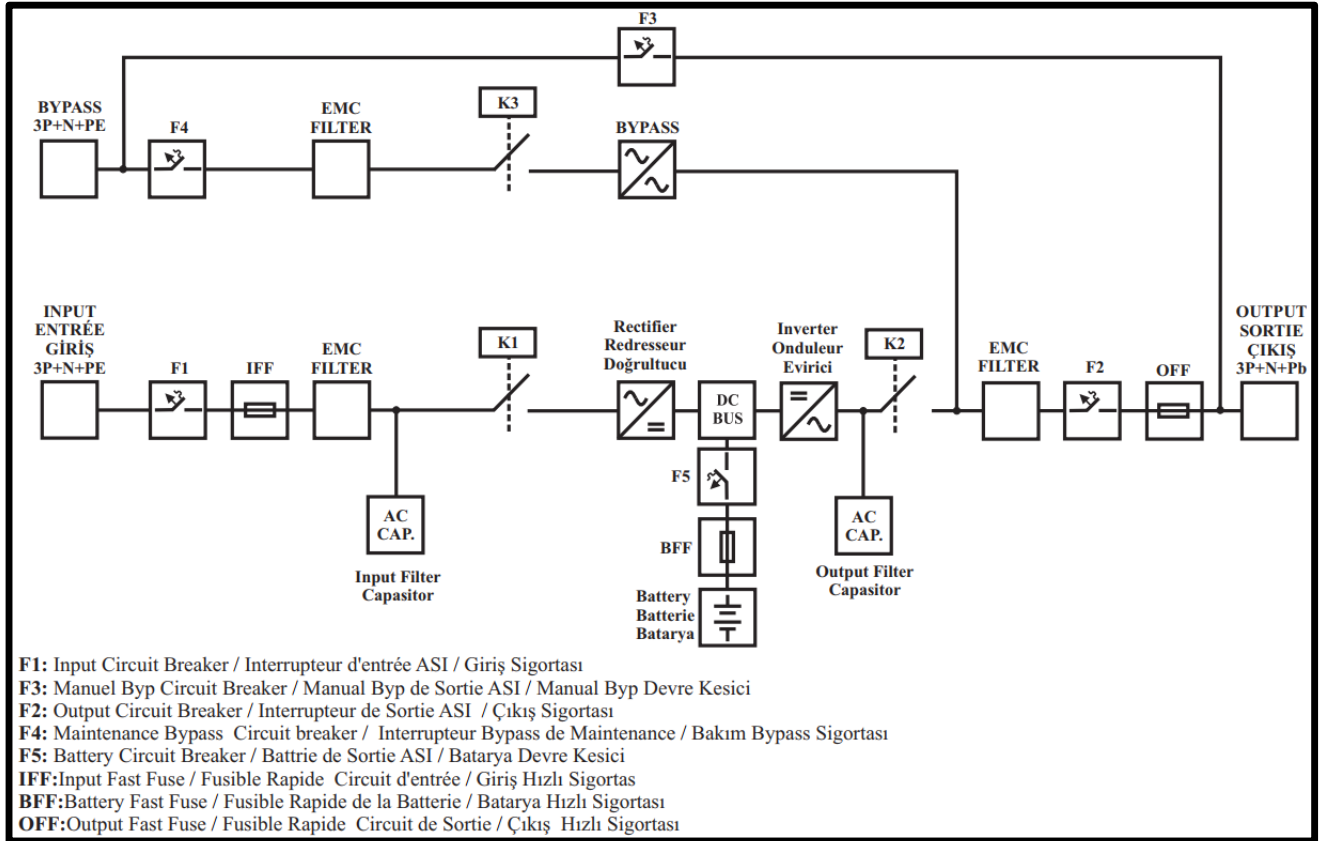 F3
BYPASS
3P+N+PE
F4
EMC
FILTER
K3
BYPASS
INPUT
ENTRÉE
GİRİŞ
3P+N+PE
F1
IFF
EMC
FILTER
K1
Rectifier
Redresseur
Doğrultucu
DC
BUS
Inverter
Onduleur
Evirici
K2
EMC
FILTER
F2
OFF
OUTPUT
SORTIE
ÇIKIŞ
3P+N+Pb
AC
CAP.
Input Filter
Capasitor
F5
BFF
Battery
Batterie
Batarya
AC
CAP.
Output Filter
Capasitor
F1: Input Circuit Breaker / Interrupteur d'entrée ASI / Giriş Sigortası
F3: Manuel Byp Circuit Breaker / Manual Byp de Sortie ASI / Manual Byp Devre Kesici
F2: Output Circuit Breaker / Interrupteur de Sortie ASI / Çıkış Sigortası
F4: Maintenance Bypass Circuit breaker / Interrupteur Bypass de Maintenance / Bakım Bypass Sigortası
F5: Battery Circuit Breaker / Battrie de Sortie ASI / Batarya Devre Kesici
IFF:Input Fast Fuse / Fusible Rapide Circuit d'entrée / Giriş Hızlı Sigortas
BFF:Battery Fast Fuse / Fusible Rapide de la Batterie / Batarya Hızlı Sigortası
OFF:Output Fast Fuse / Fusible Rapide Circuit de Sortie / Çıkış Hızlı Sigortası